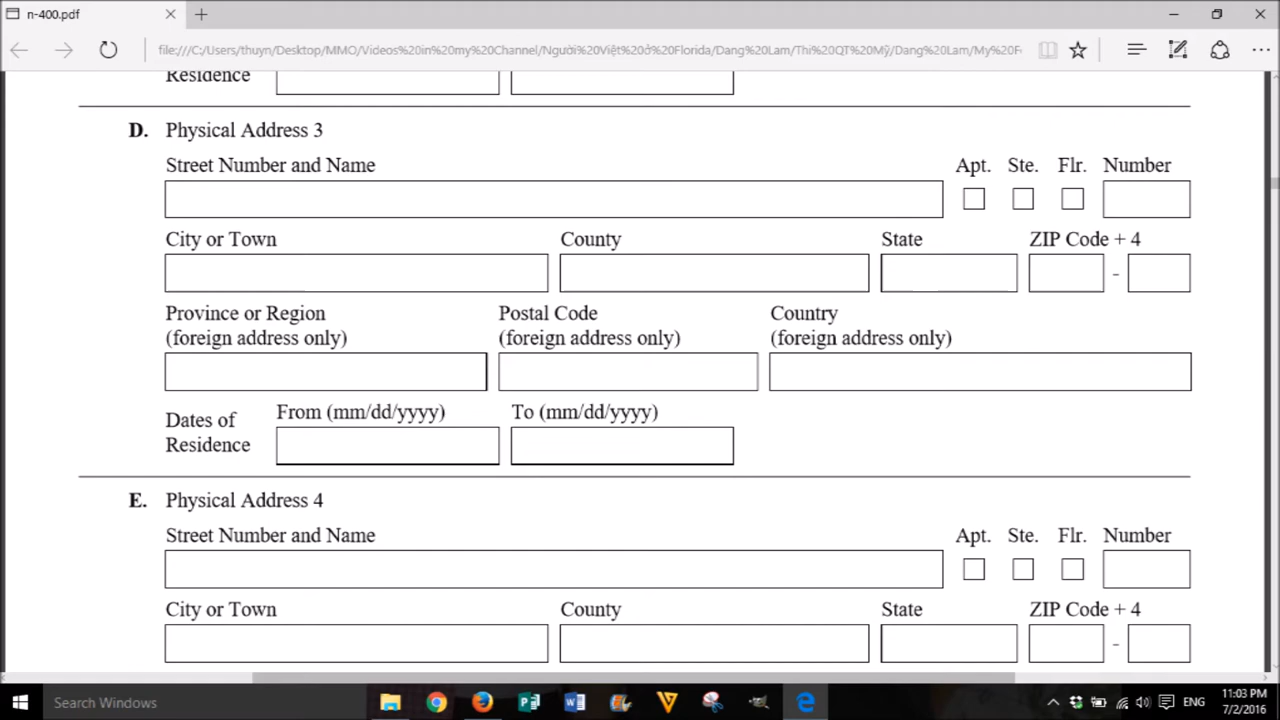 n-400.pdf
file:///C:/Users/thuyn/Desktop/MMO/Videos%20in%20my%20Channel/Người%20Việt%20ở%20Florida/Dang%20Lam/Thi%20QT%20Mỹ/Dang%20Lam/My%20F
Residence
D. Physical Address 3
Street Number and Name Apt. Ste. Flr. Number
City or Town County State ZIP Code + 4
-
Province or Region Postal Code Country
(foreign address only) (foreign address only) (foreign address only)
Dates of From (mm/dd/yyyy) To (mm/dd/yyyy)
Residence
E. Physical Address 4
Street Number and Name Apt. Ste. Flr. Number
City or Town County State ZIP Code + 4
-
Search Windows ENG 11:03 PM
7/2/2016